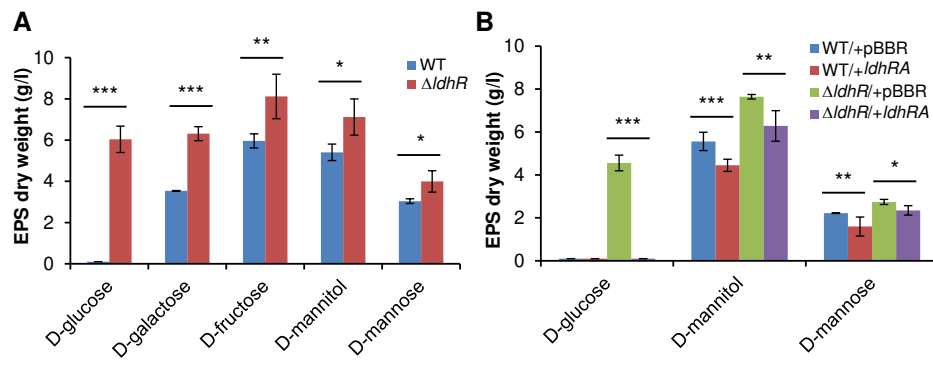 A
EPS dry weight (g/l)
10
8
6
4
2
0
***
***
**
*
*
WT
ΔldhR
D-glucose
D-galactose
D-fructose
D-mannitol
D-mannose
B
EPS dry weight (g/l)
10
8
6
4
2
0
***
***
**
**
*
WT/+pBBR
WT/+ldhRA
ΔldhR/+pBBR
ΔldhR/+ldhRA
D-glucose
D-mannitol
D-mannose